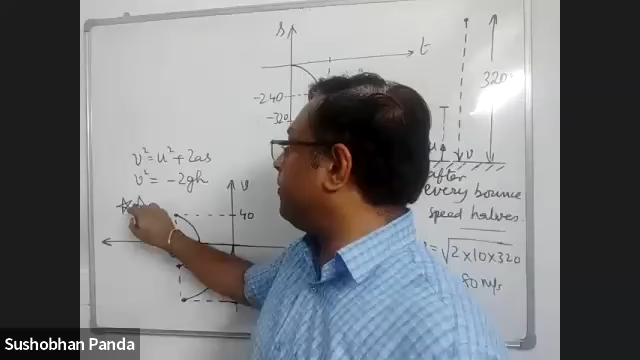 s
t
-240
-320
320
v² = u² + 2as
v² = -2gh
v
40
u
v
after
every bounce
speed halves.
= √2×10×320
80 m/s
Sushobhan Panda